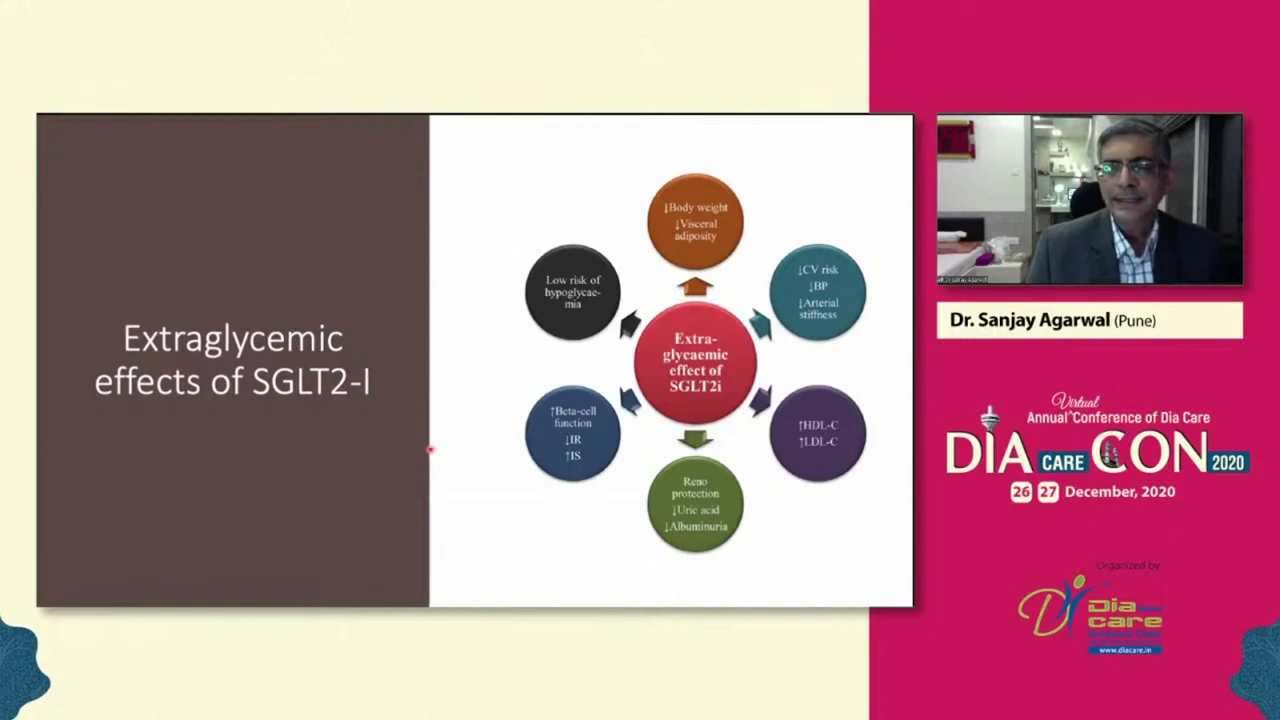 Extraglycemic
effects of SGLT2-I
↓Body weight
↓Visceral
adiposity
↓CV risk
↓BP
↓Arterial
stiffness
↑HDL-C
↑LDL-C
Reno
protection
↓Uric acid
↓Albuminuria
↑Beta-cell
function
↓IR
↑IS
Low risk of
hypoglycae-
mia
Extra-
glycaemic
effect of
SGLT2i
Dr. Sanjay Agarwal (Pune)
Virtual
Annual^Conference of Dia Care
DIA CARE CON 2020
26 27 December, 2020
Organized by
Dia
care
www.diacare.in